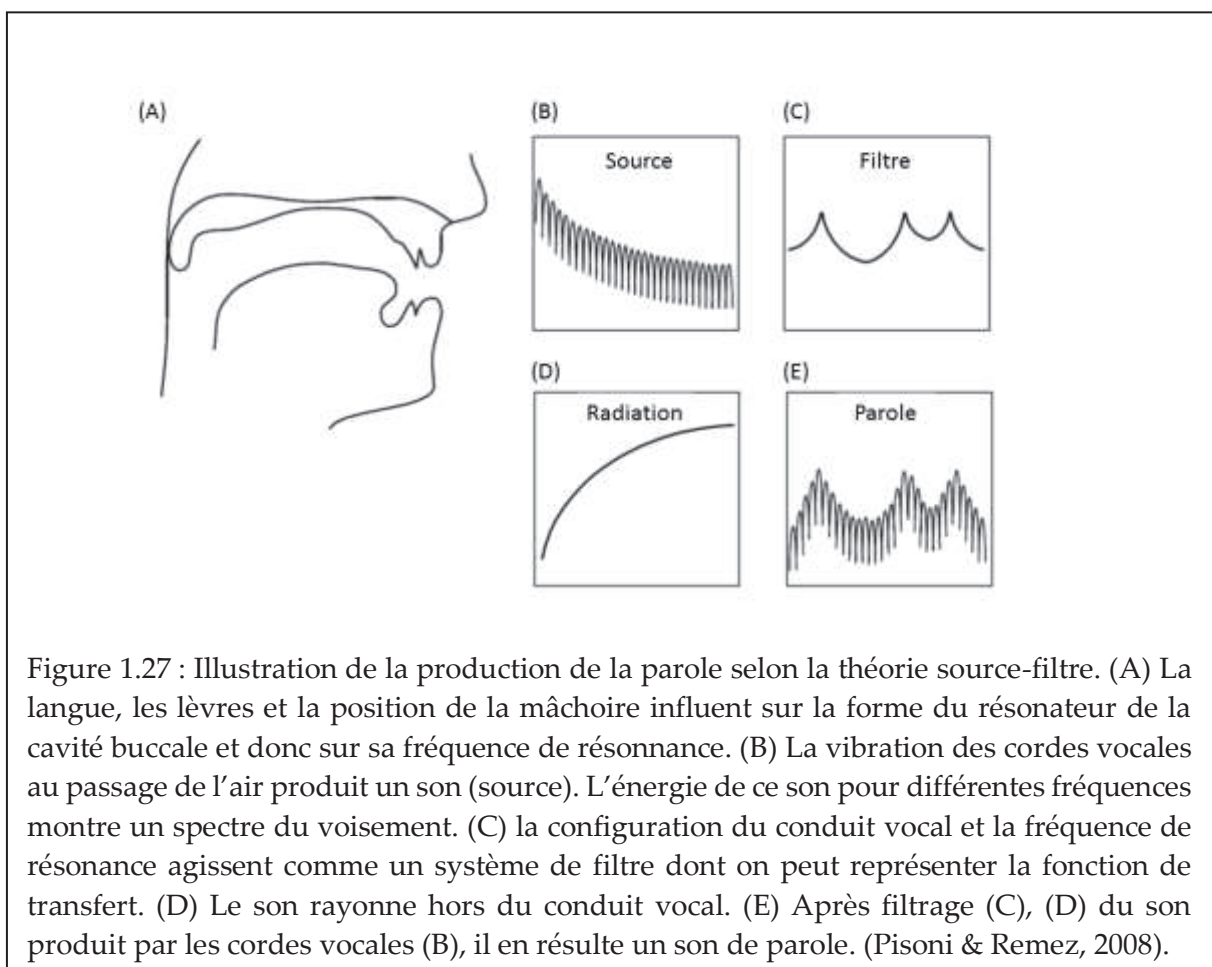 (A)
(B)
(C)
Source
Filtre
(D)
(E)
Radiation
Parole
Figure 1.27 : Illustration de la production de la parole selon la théorie source-filtre. (A) La
langue, les lèvres et la position de la mâchoire influent sur la forme du résonateur de la
cavité buccale et donc sur sa fréquence de résonnance. (B) La vibration des cordes vocales
au passage de l’air produit un son (source). L’énergie de ce son pour différentes fréquences
montre un spectre du voisement. (C) la configuration du conduit vocal et la fréquence de
résonance agissent comme un système de filtre dont on peut représenter la fonction de
transfert. (D) Le son rayonne hors du conduit vocal. (E) Après filtrage (C), (D) du son
produit par les cordes vocales (B), il en résulte un son de parole. (Pisoni & Remez, 2008).